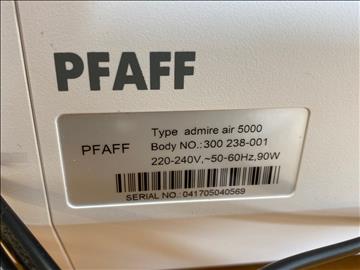 PFAFF
Type admire air 5000
PFAFF
Body NO.:300 238-001
220-240V,~50-60Hz,90W
SERIAL NO.: 041705040569